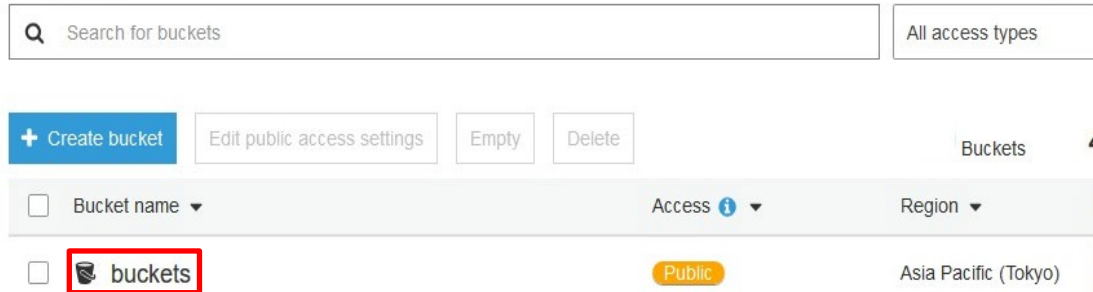 Search for buckets
All access types
+ Create bucket
Edit public access settings
Empty
Delete
Buckets
Bucket name
Access
Region
buckets
Public
Asia Pacific (Tokyo)